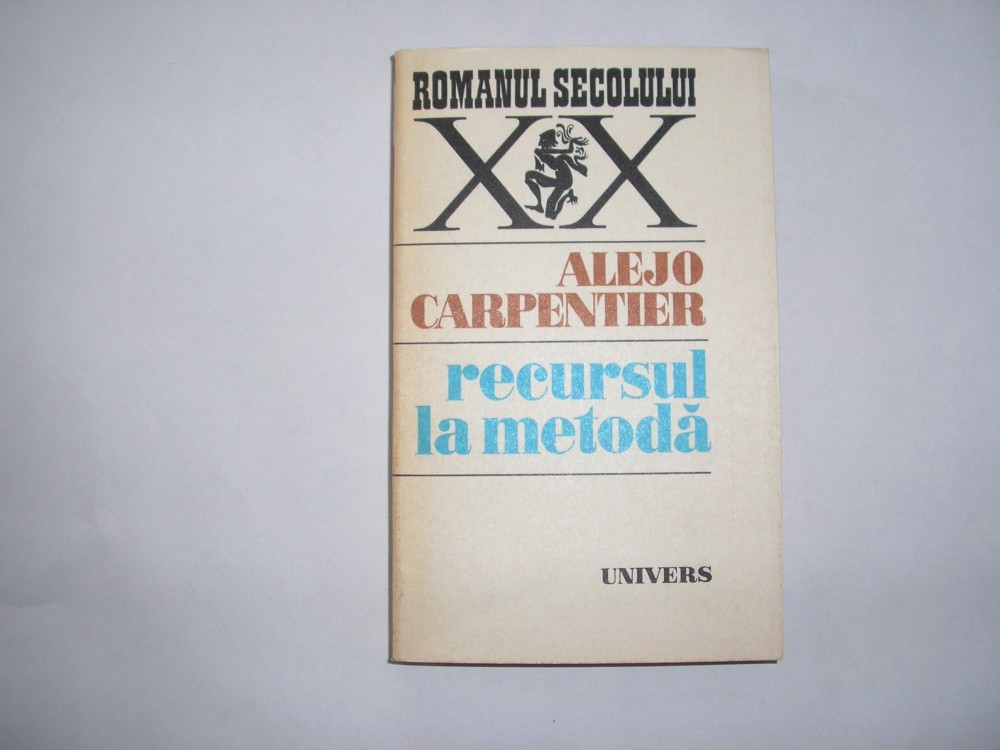 ROMANUL SECOLULUI
XX
ALEJO
CARPENTIER
recursul
la metodă
UNIVERS